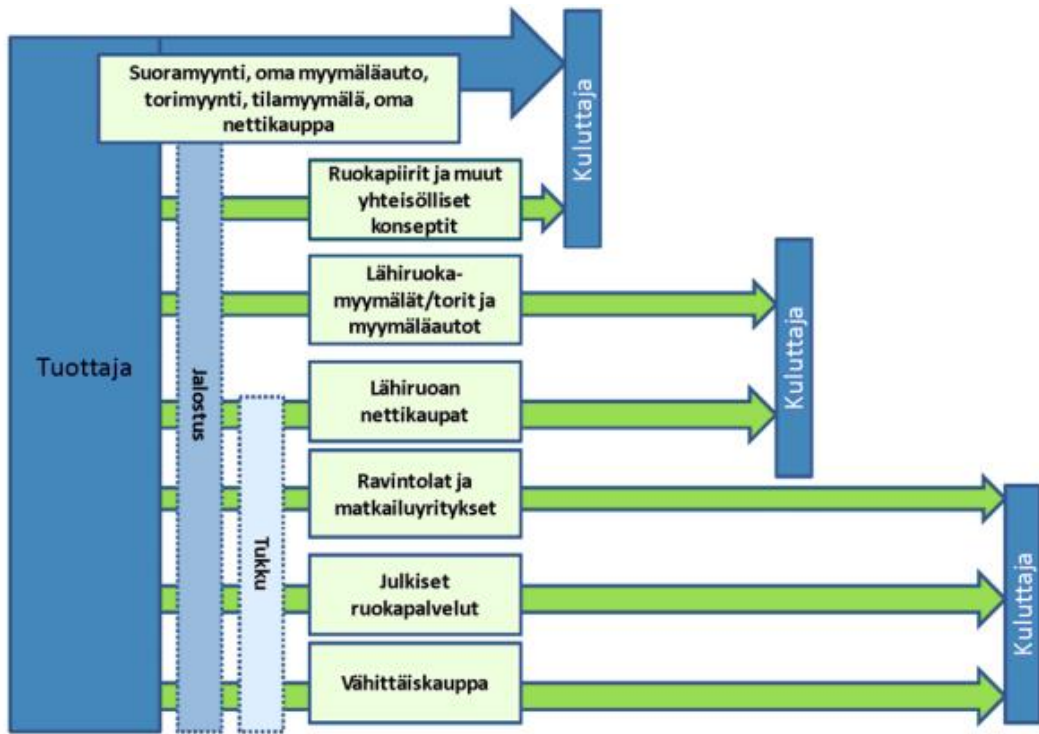 Suoramyynti, oma myymäläauto,
torimyynti, tilamyymälä, oma
nettikauppa
Kuluttaja
Ruokapiirit ja muut
yhteisölliset
konseptit
Lähiruoka-
myymälät/torit ja
myymäläautot
Kuluttaja
Tuottaja
Jalostus
Lähiruoan
nettikaupat
Ravintolat ja
matkailuyritykset
Tukku
Julkiset
ruokapalvelut
Kuluttaja
Vähittäiskauppa